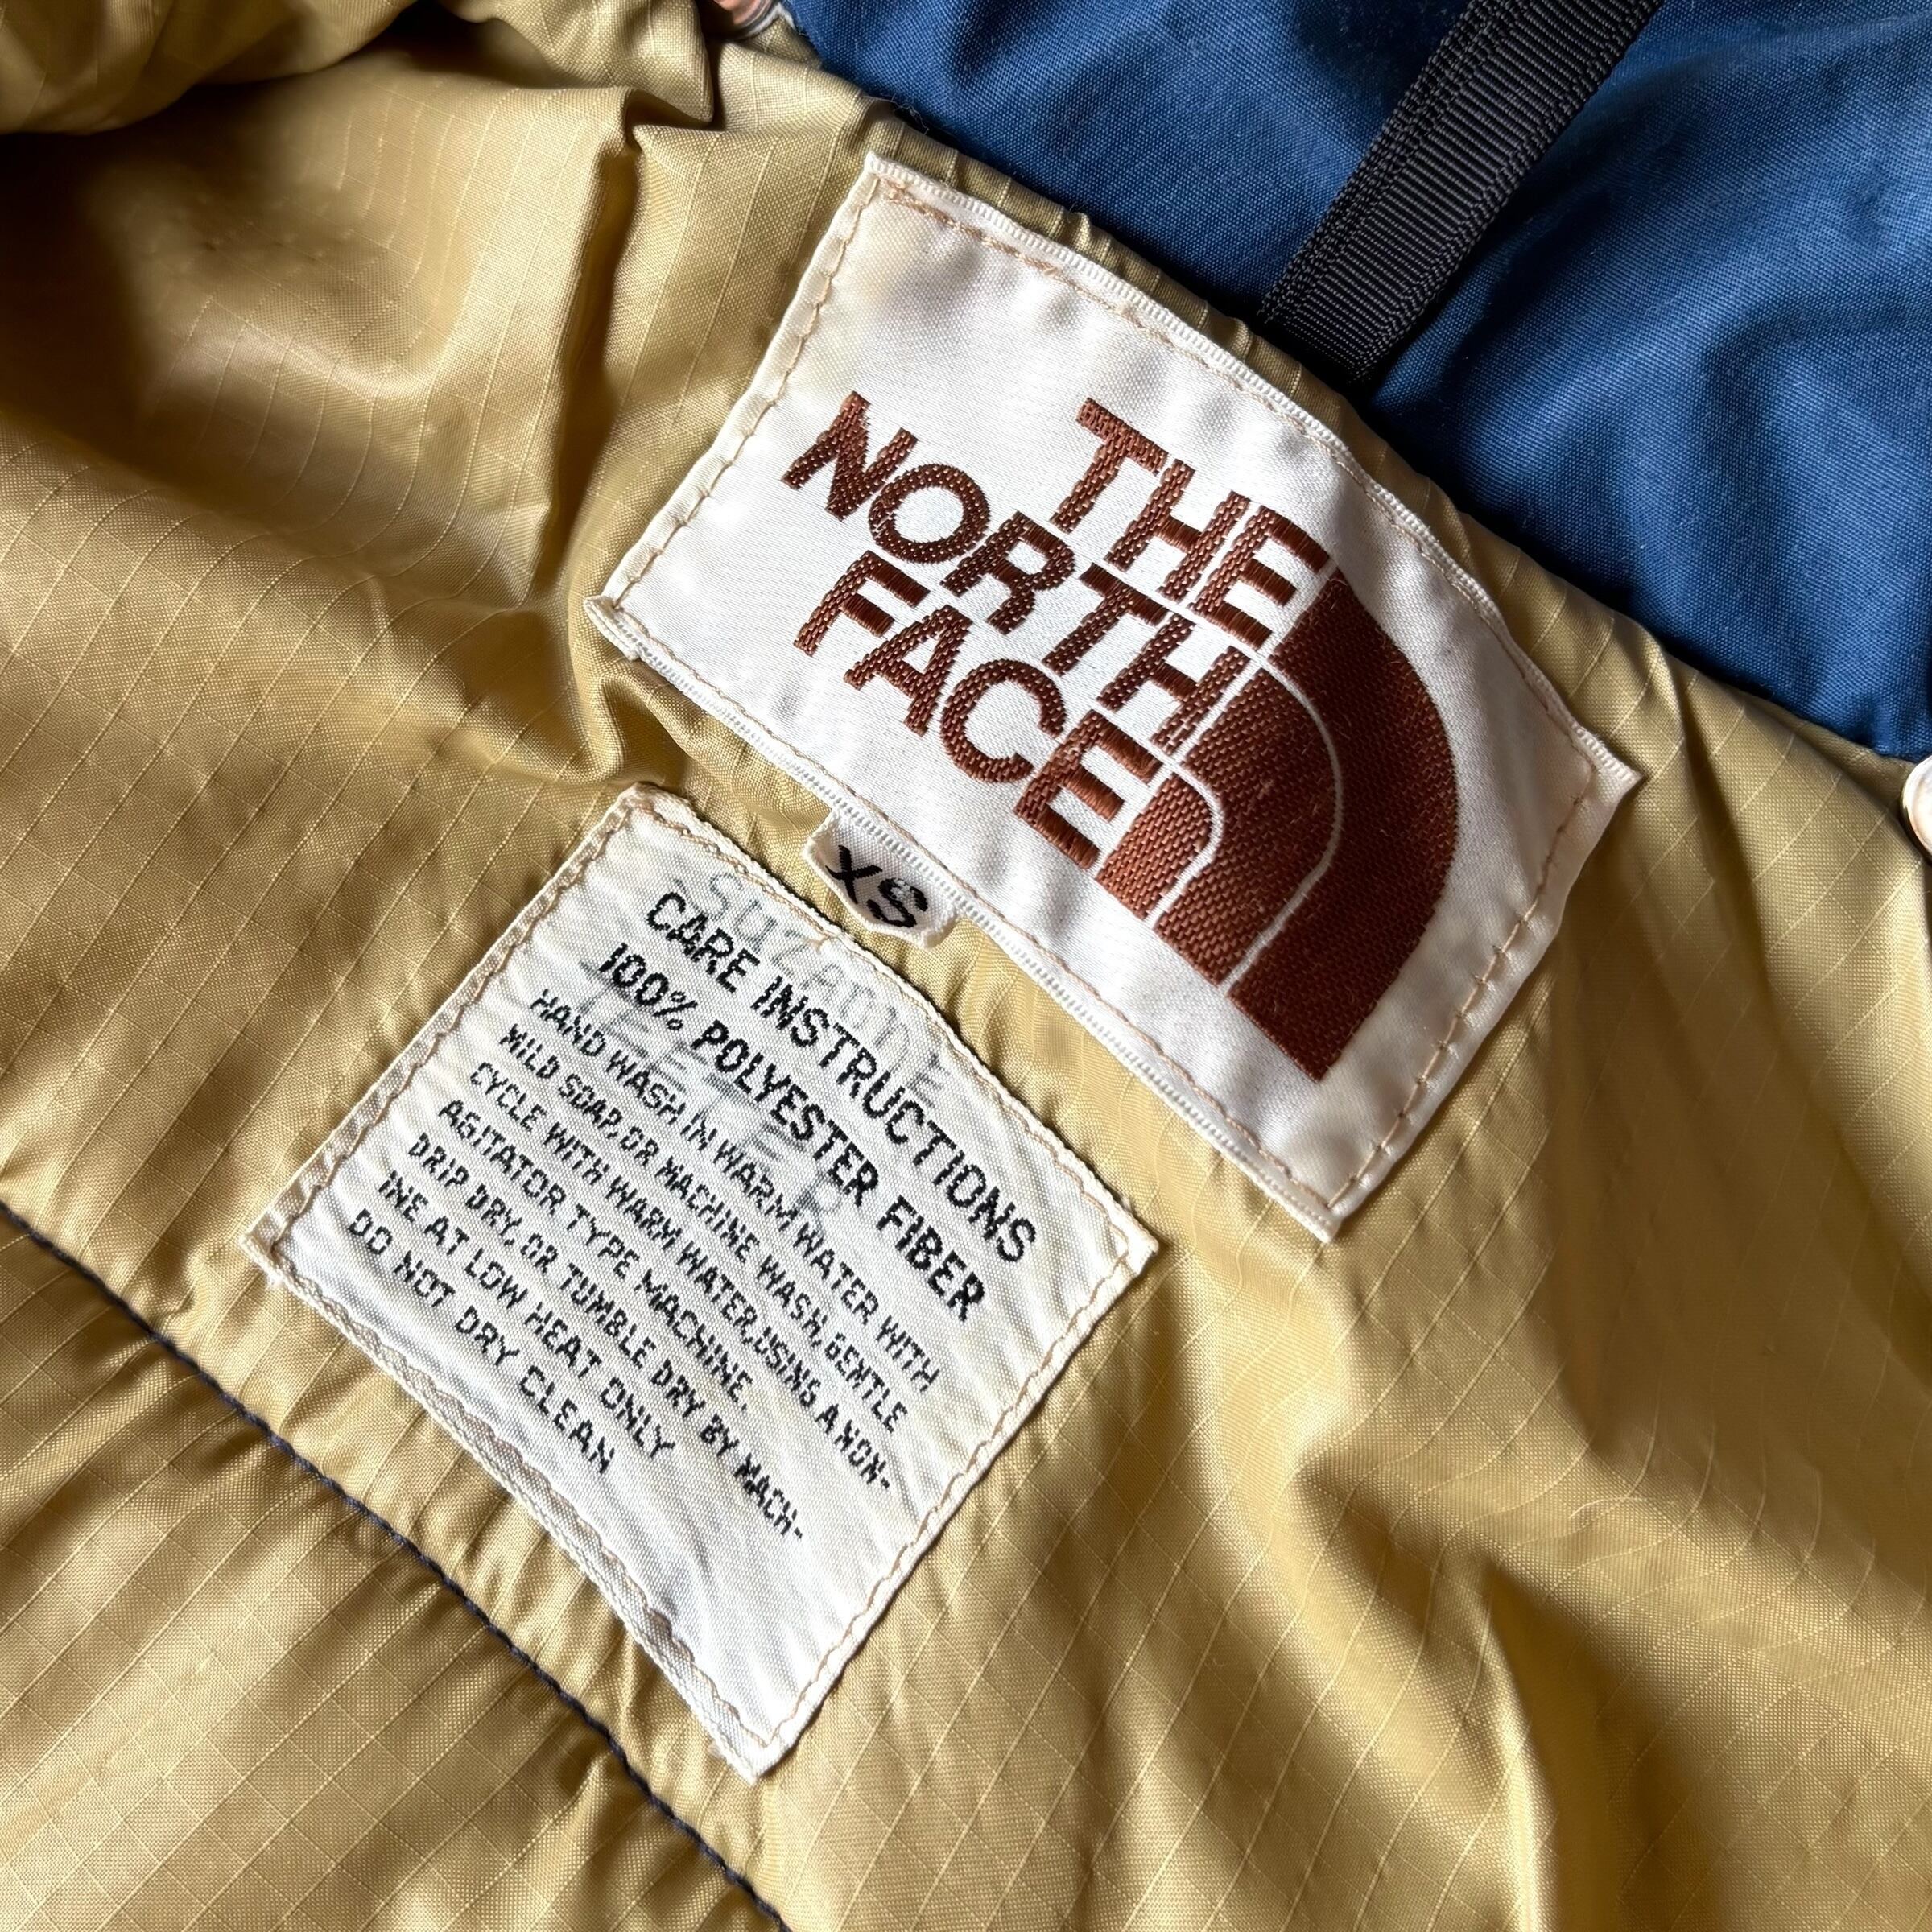 THE
NORTH
FACE
XS
SUZANNE
CARE INSTRUCTIONS
100% POLYESTER FIBER
HAND WASH IN WARM WATER WITH
MILD SOAP, OR MACHINE WASH, GENTLE
CYCLE WITH WARM WATER, USING A NON-
AGITATOR TYPE MACHINE.
DRIP DRY, OR TUMBLE DRY BY MACH-
INE AT LOW HEAT ONLY
DO NOT DRY CLEAN